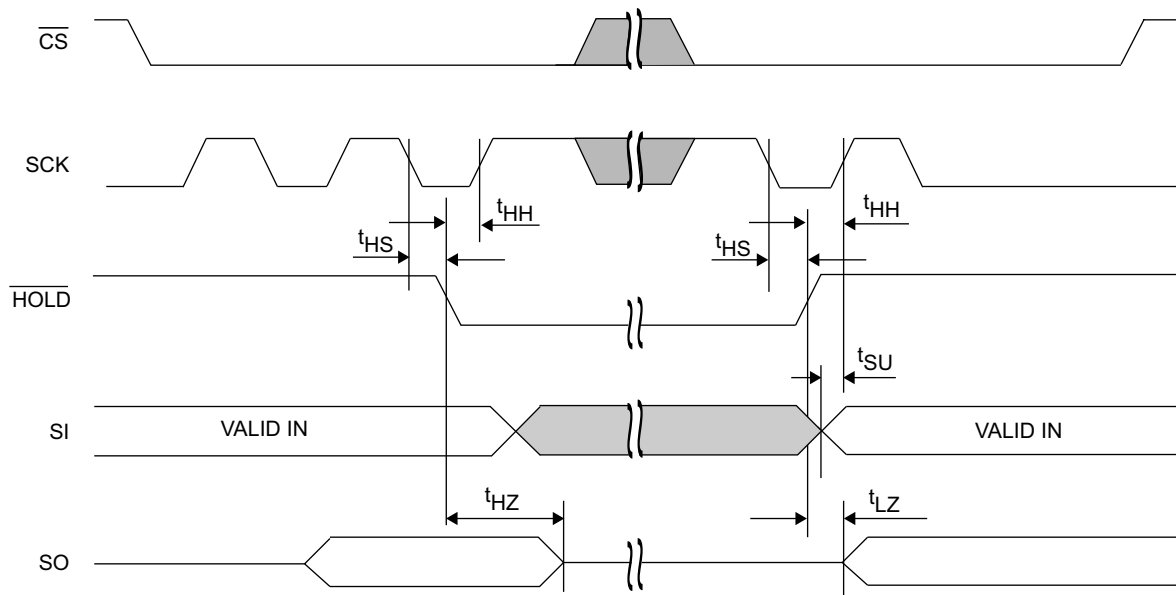 CS
SCK
tHH
tHH
tHS
tHS
HOLD
tSU
SI
VALID IN
VALID IN
tHZ
tLZ
SO